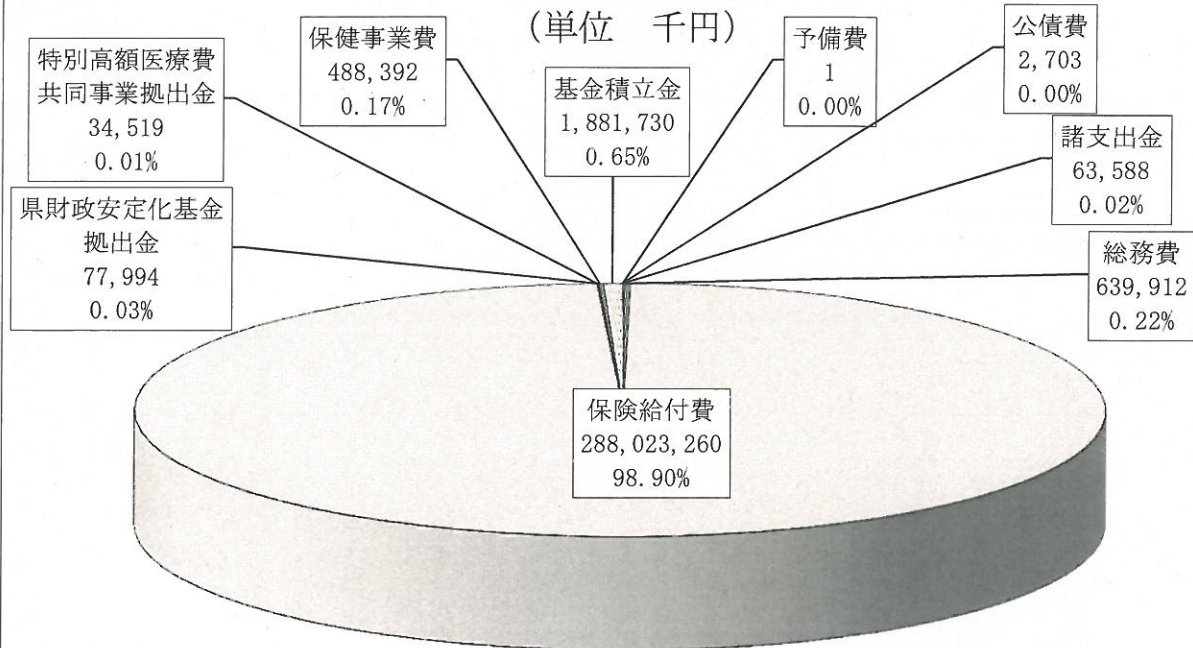 (単位　千円)
特別高額医療費
共同事業拠出金
34,519
0.01%
保健事業費
488,392
0.17%
基金積立金
1,881,730
0.65%
予備費
1
0.00%
公債費
2,703
0.00%
諸支出金
63,588
0.02%
県財政安定化基金
拠出金
77,994
0.03%
総務費
639,912
0.22%
保険給付費
288,023,260
98.90%